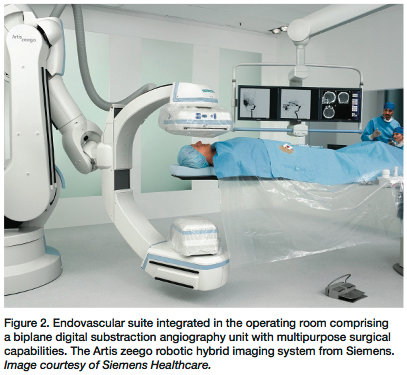 Artis
zeego
SIEMENS
Figure 2. Endovascular suite integrated in the operating room comprising
a biplane digital substraction angiography unit with multipurpose surgical
capabilities. The Artis zeego robotic hybrid imaging system from Siemens.
Image courtesy of Siemens Healthcare.